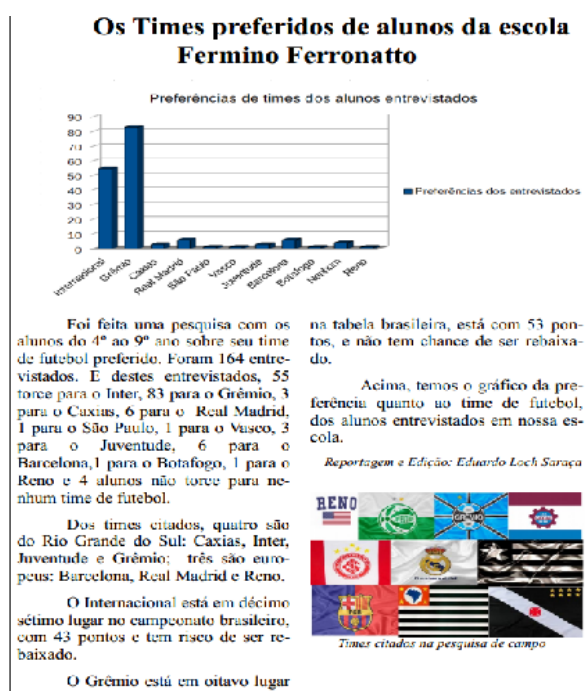 Os Times preferidos de alunos da escola
Fermino Ferronatto
Preferências de times dos alunos entrevistados
90
80
70
60
50
40
30
20
10
0
Internacional
Grêmio
Caxias
Real Madrid
São Paulo
Vasco
Juventude
Barcelona
Botafogo
Nenhum
Reno
Preferências dos entrevistados
Foi feita uma pesquisa com os
alunos do 4º ao 9º ano sobre seu time
de futebol preferido. Foram 164 entre-
vistados. E destes entrevistados, 55
torce para o Inter, 83 para o Grêmio, 3
para o Caxias, 6 para o Real Madrid,
1 para o São Paulo, 1 para o Vasco, 3
para o Juventude, 6 para o
Barcelona,1 para o Botafogo, 1 para o
Reno e 4 alunos não torce para ne-
nhum time de futebol.
Dos times citados, quatro são
do Rio Grande do Sul: Caxias, Inter,
Juventude e Grêmio; três são euro-
peus: Barcelona, Real Madrid e Reno.
O Internacional está em décimo
sétimo lugar no campeonato brasileiro,
com 43 pontos e tem risco de ser re-
baixado.
O Grêmio está em oitavo lugar
na tabela brasileira, está com 53 pon-
tos, e não tem chance de ser rebaixa-
do.
Acima, temos o gráfico da pre-
ferência quanto ao time de futebol,
dos alunos entrevistados em nossa es-
cola.
Reportagem e Edição: Eduardo Loch Saraça
RENO
GRÊMIO
Times citados na pesquisa de campo